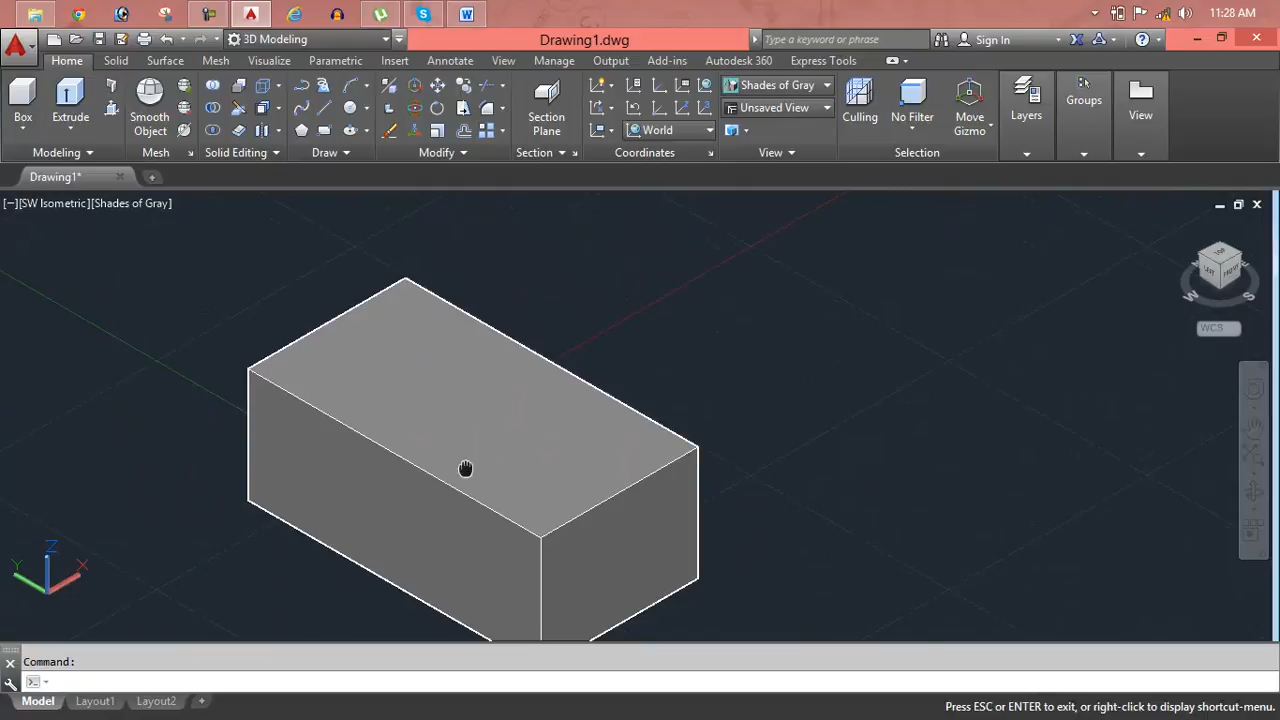 11:28 AM
3D Modeling
Drawing1.dwg
Type a keyword or phrase
Sign In
Home Solid Surface Mesh Visualize Parametric Insert Annotate View Manage Output Add-ins Autodesk 360 Express Tools
Box
Extrude
Smooth Object
Section Plane
Shades of Gray
Unsaved View
World
Culling
No Filter
Move Gizmo
Layers
Groups
View
Modeling
Mesh
Solid Editing
Draw
Modify
Section
Coordinates
View
Selection
Drawing1*
[−][SW Isometric][Shades of Gray]
W
S
WCS
Z
Y
X
Command:
Model
Layout1
Layout2
Press ESC or ENTER to exit, or right-click to display shortcut-menu.